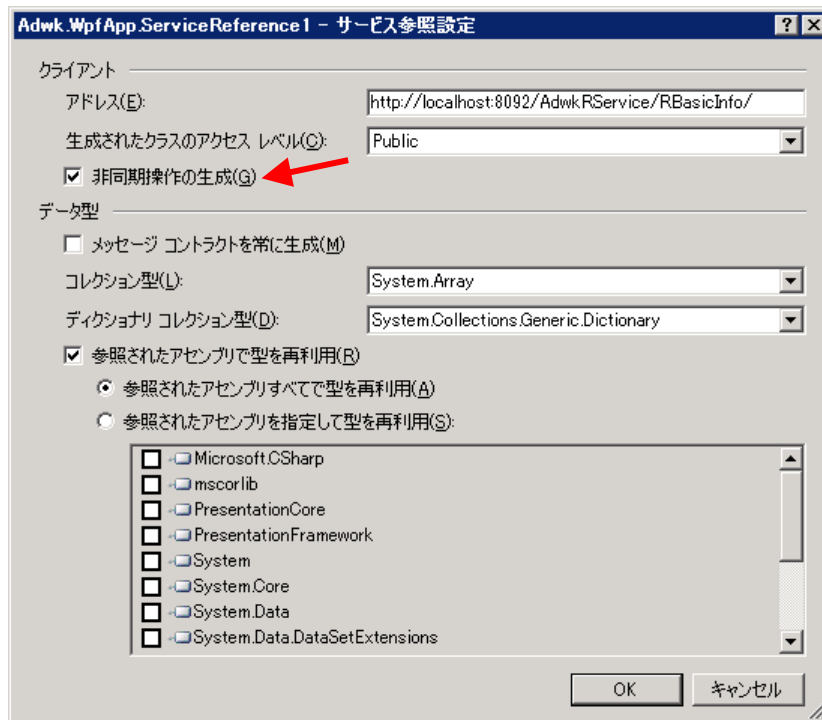 Adwk.WpfApp.ServiceReference1 - サービス参照設定
クライアント
アドレス(E): http://localhost:8092/AdwkRService/RBasicInfo/
生成されたクラスのアクセス レベル(C): Public
非同期操作の生成(G)
データ型
メッセージ コントラクトを常に生成(M)
コレクション型(L): System.Array
ディクショナリ コレクション型(D): System.Collections.Generic.Dictionary
参照されたアセンブリで型を再利用(R)
参照されたアセンブリすべてで型を再利用(A)
参照されたアセンブリを指定して型を再利用(S):
Microsoft.CSharp
mscorlib
PresentationCore
PresentationFramework
System
System.Core
System.Data
System.Data.DataSetExtensions
OK キャンセル